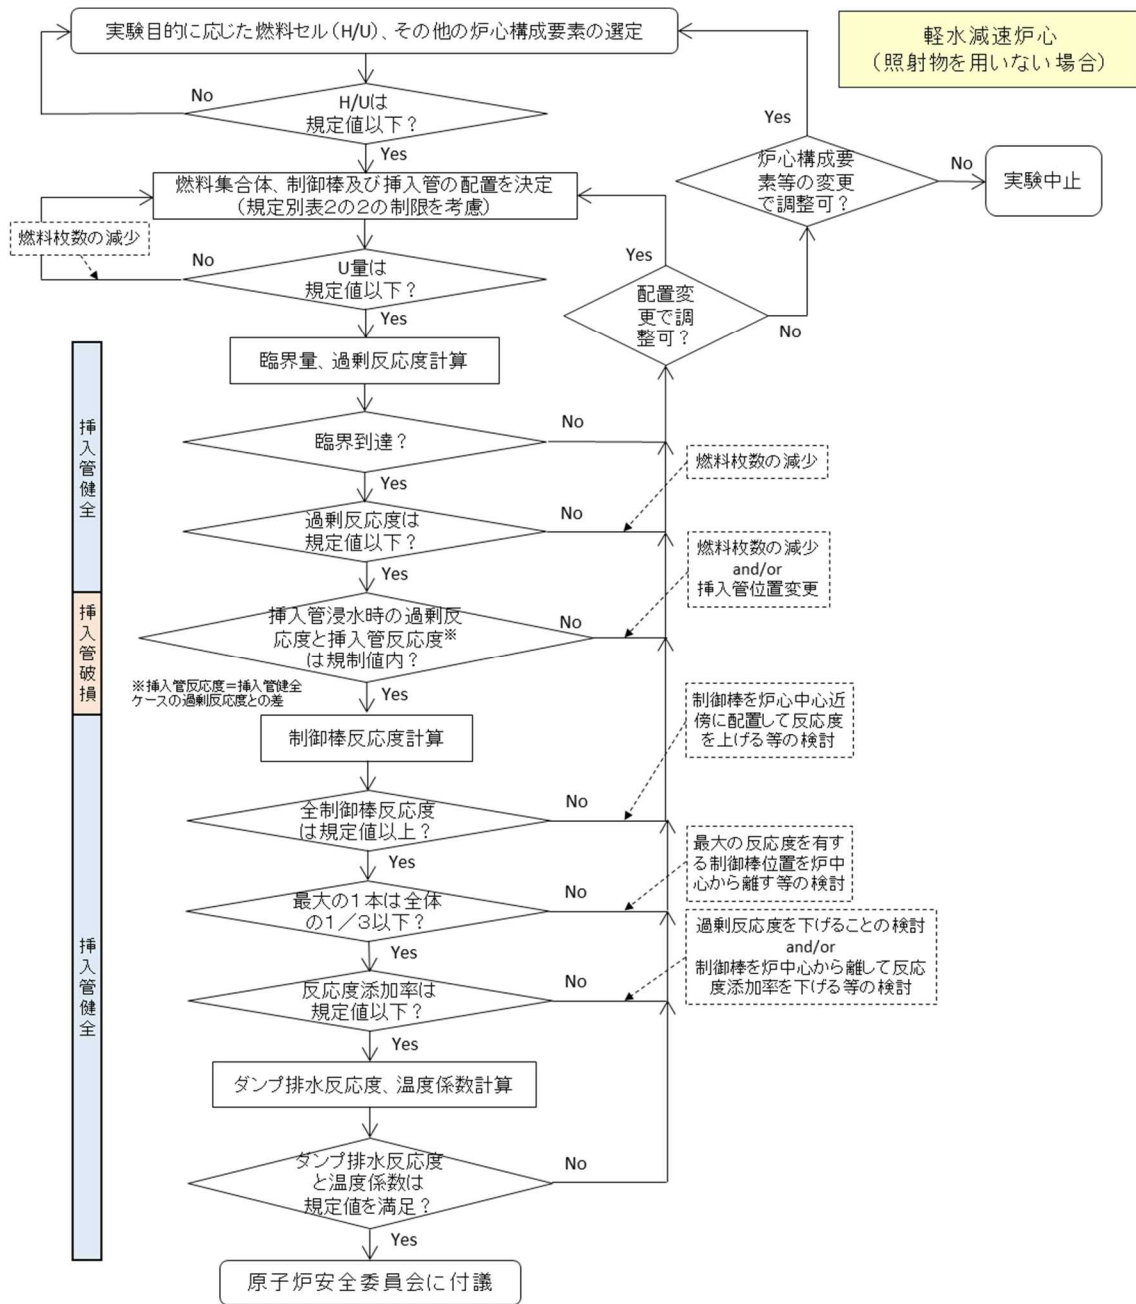 実験目的に応じた燃料セル(H/U)、その他の炉心構成要素の選定
軽水減速炉心
(照射物を用いない場合)
No
H/Uは
規定値以下?
Yes
Yes
炉心構成要
素等の変更
で調整可?
No
実験中止
燃料集合体、制御棒及び挿入管の配置を決定
(規定別表2の2の制限を考慮)
燃料枚数の減少
No
U量は
規定値以下?
Yes
Yes
配置変
更で調
整可?
No
挿入管健全
臨界量、過剰反応度計算
臨界到達?
No
Yes
燃料枚数の減少
過剰反応度は
規定値以下?
No
Yes
燃料枚数の減少
and/or
挿入管位置変更
挿入管破損
挿入管浸水時の過剰反
応度と挿入管反応度※
は規制値内?
No
Yes
※挿入管反応度=挿入管健全
ケースの過剰反応度との差
挿入管健全
制御棒反応度計算
制御棒を炉心中心近
傍に配置して反応度
を上げる等の検討
全制御棒反応度
は規定値以上?
No
Yes
最大の反応度を有す
る制御棒位置を炉中
心から離す等の検討
最大の1本は全体
の1/3以下?
No
Yes
過剰反応度を下げることの検討
and/or
制御棒を炉中心から離して反応
度添加率を下げる等の検討
反応度添加率は
規定値以下?
No
Yes
ダンプ排水反応度、温度係数計算
ダンプ排水反応度
と温度係数は
規定値を満足?
No
Yes
原子炉安全委員会に付議